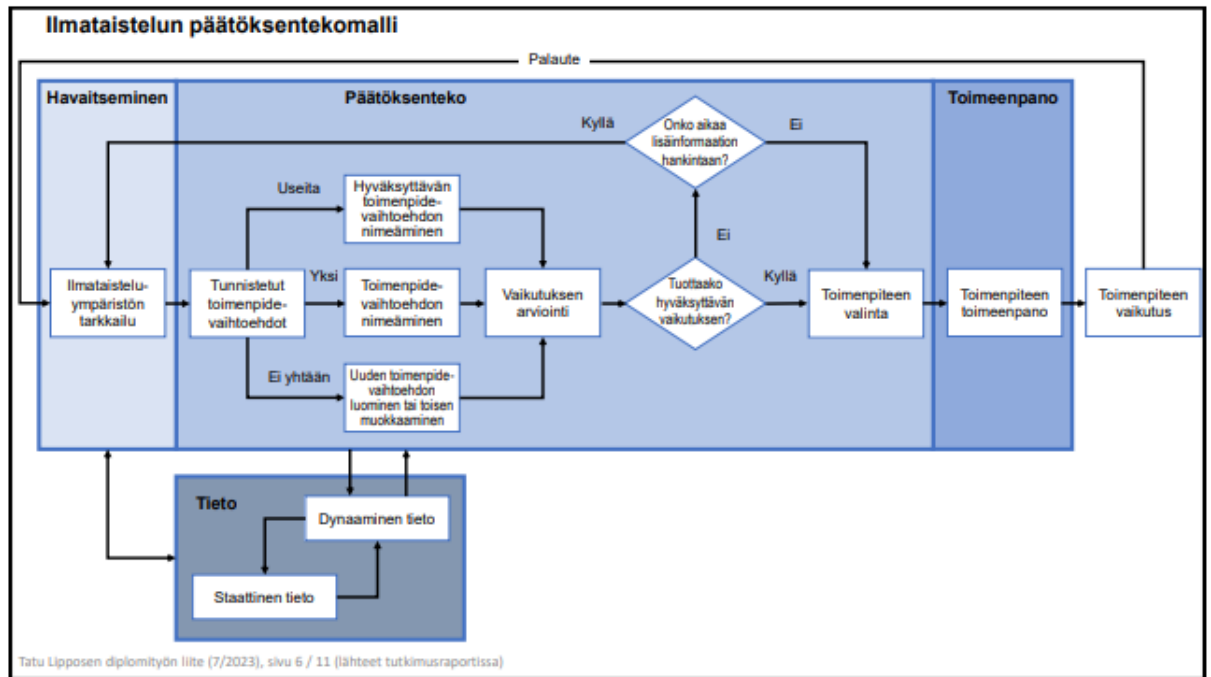 Ilmataistelun päätöksentekomalli
Palaute
Havaitseminen
Päätöksenteko
Toimeenpano
Kyllä
Onko aikaa
lisäinformaation
hankintaan?
Ei
Useita
Hyväksyttävän
toimenpide-
vaihtoehdon
nimeäminen
Ei
Ilmataistelu-
ympäristön
tarkkailu
Tunnistetut
toimenpide-
vaihtoehdot
Yksi
Toimenpide-
vaihtoehdon
nimeäminen
Vaikutuksen
arviointi
Tuottaako
hyväksyttävän
vaikutuksen?
Kyllä
Toimenpiteen
valinta
Toimenpiteen
toimeenpano
Toimenpiteen
vaikutus
Ei yhtään
Uuden toimenpide-
vaihtoehdon
luominen tai toisen
muokkaaminen
Tieto
Dynaaminen tieto
Staattinen tieto
Tatu Lipposen diplomityön liite (7/2023), sivu 6 / 11 (lähteet tutkimusraportissa)